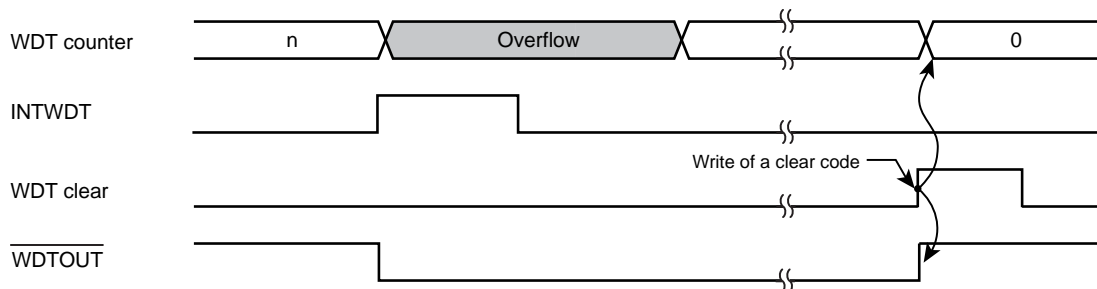 WDT counter n Overflow 0
INTWDT
Write of a clear code
WDT clear
WDTOUT